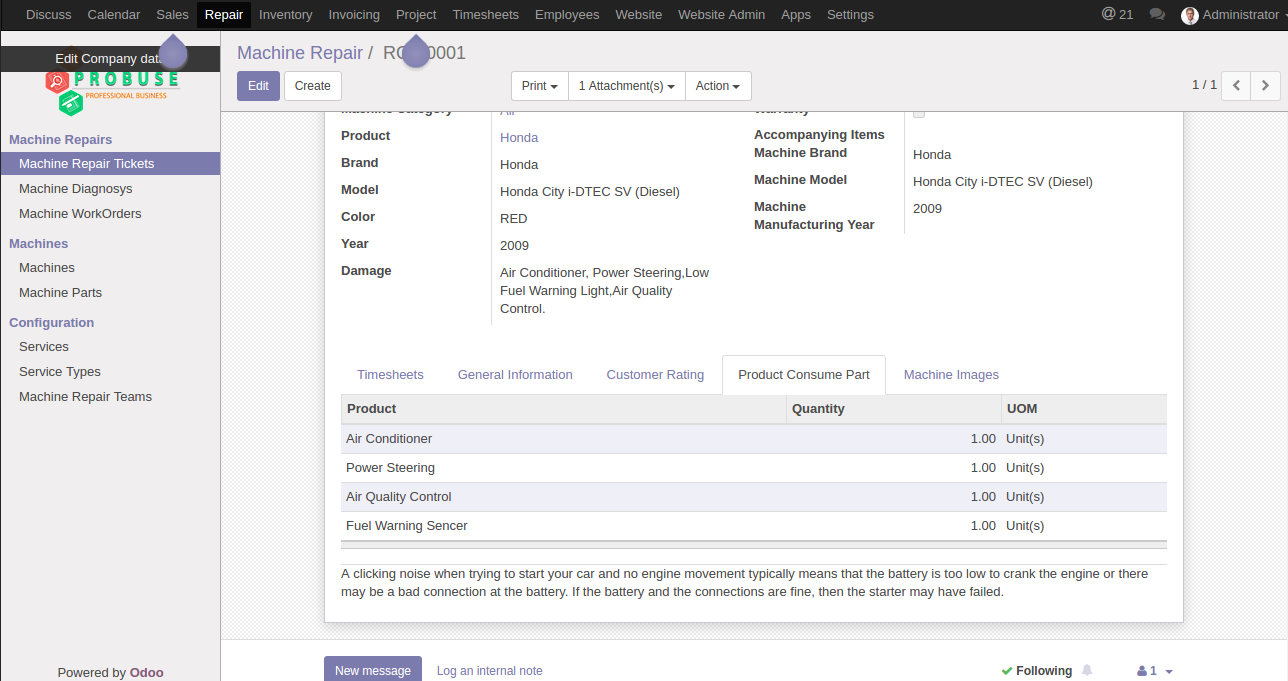 Discuss Calendar Sales Repair Inventory Invoicing Project Timesheets Employees Website Website Admin Apps Settings @ 21 Administrator
Edit Company data
PROBUSE
PROFESSIONAL BUSINESS
Machine Repairs
Machine Repair Tickets
Machine Diagnosys
Machine WorkOrders
Machines
Machines
Machine Parts
Configuration
Services
Service Types
Machine Repair Teams
Powered by Odoo
Machine Repair / 0001
Edit Create Print 1 Attachment(s) Action 1 / 1
Product Honda
Brand Honda
Model Honda City i-DTEC SV (Diesel)
Color RED
Year 2009
Damage Air Conditioner, Power Steering,Low
Fuel Warning Light,Air Quality
Control.
Accompanying Items
Machine Brand Honda
Machine Model Honda City i-DTEC SV (Diesel)
Machine
Manufacturing Year 2009
Timesheets General Information Customer Rating Product Consume Part Machine Images
Product Quantity UOM
Air Conditioner 1.00 Unit(s)
Power Steering 1.00 Unit(s)
Air Quality Control 1.00 Unit(s)
Fuel Warning Sencer 1.00 Unit(s)
A clicking noise when trying to start your car and no engine movement typically means that the battery is too low to crank the engine or there
may be a bad connection at the battery. If the battery and the connections are fine, then the starter may have failed.
New message Log an internal note Following 1